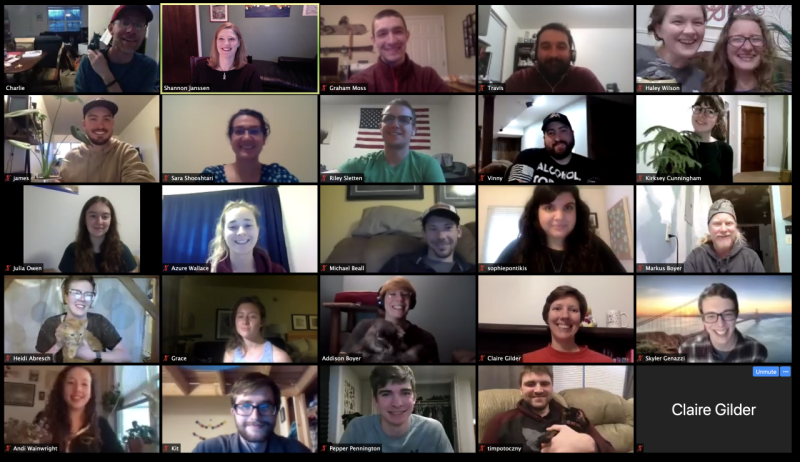 Charlie
Shannon Janssen
Graham Moss
Travis
Haley Wilson
James
Sara Shooshtari
Riley Sletten
ALCOHOL
Vinny
Kirksey Cunningham
Julia Owen
Azure Wallace
Michael Beall
sophiepontikis
Markus Boyer
Heidi Abresch
Grace
Addison Boyer
Claire Gilder
Skyler Genazzi
Andi Wainwright
Kit
Pepper Pennington
timpotoczny
Unmute
...
Claire Gilder